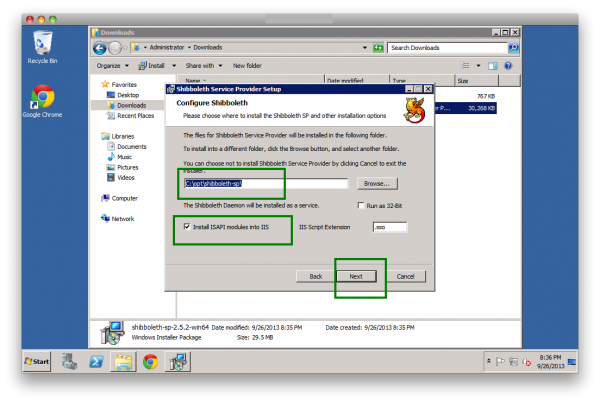 Downloads
Administrator
Downloads
Search Downloads
Organize
Install
Share with
New folder
Name
Date modified
Type
Size
Favorites
Desktop
Downloads
Recent Places
Libraries
Documents
Music
Pictures
Videos
Computer
Network
767 KB
30,268 KB
Recycle Bin
Google Chrome
Shibboleth Service Provider Setup
Configure Shibboleth
Please choose where to install the Shibboleth SP and other installation options
The files for Shibboleth Service Provider will be installed in the following folder.
To install into a different folder, click the Browse button, and select another folder.
You can choose not to install Shibboleth Service Provider by clicking Cancel to exit the
installer.
C:\opt\shibboleth-sp\
Browse...
The Shibboleth Daemon will be installed as a service.
Run as 32-Bit
Install ISAPI modules into IIS
IIS Script Extension
.sso
Back
Next
Cancel
shibboleth-sp-2.5.2-win64
Date modified: 9/26/2013 8:35 PM
Date created: 9/26/2013 8:35 PM
Windows Installer Package
Size: 29.5 MB
Start
8:36 PM
9/26/2013